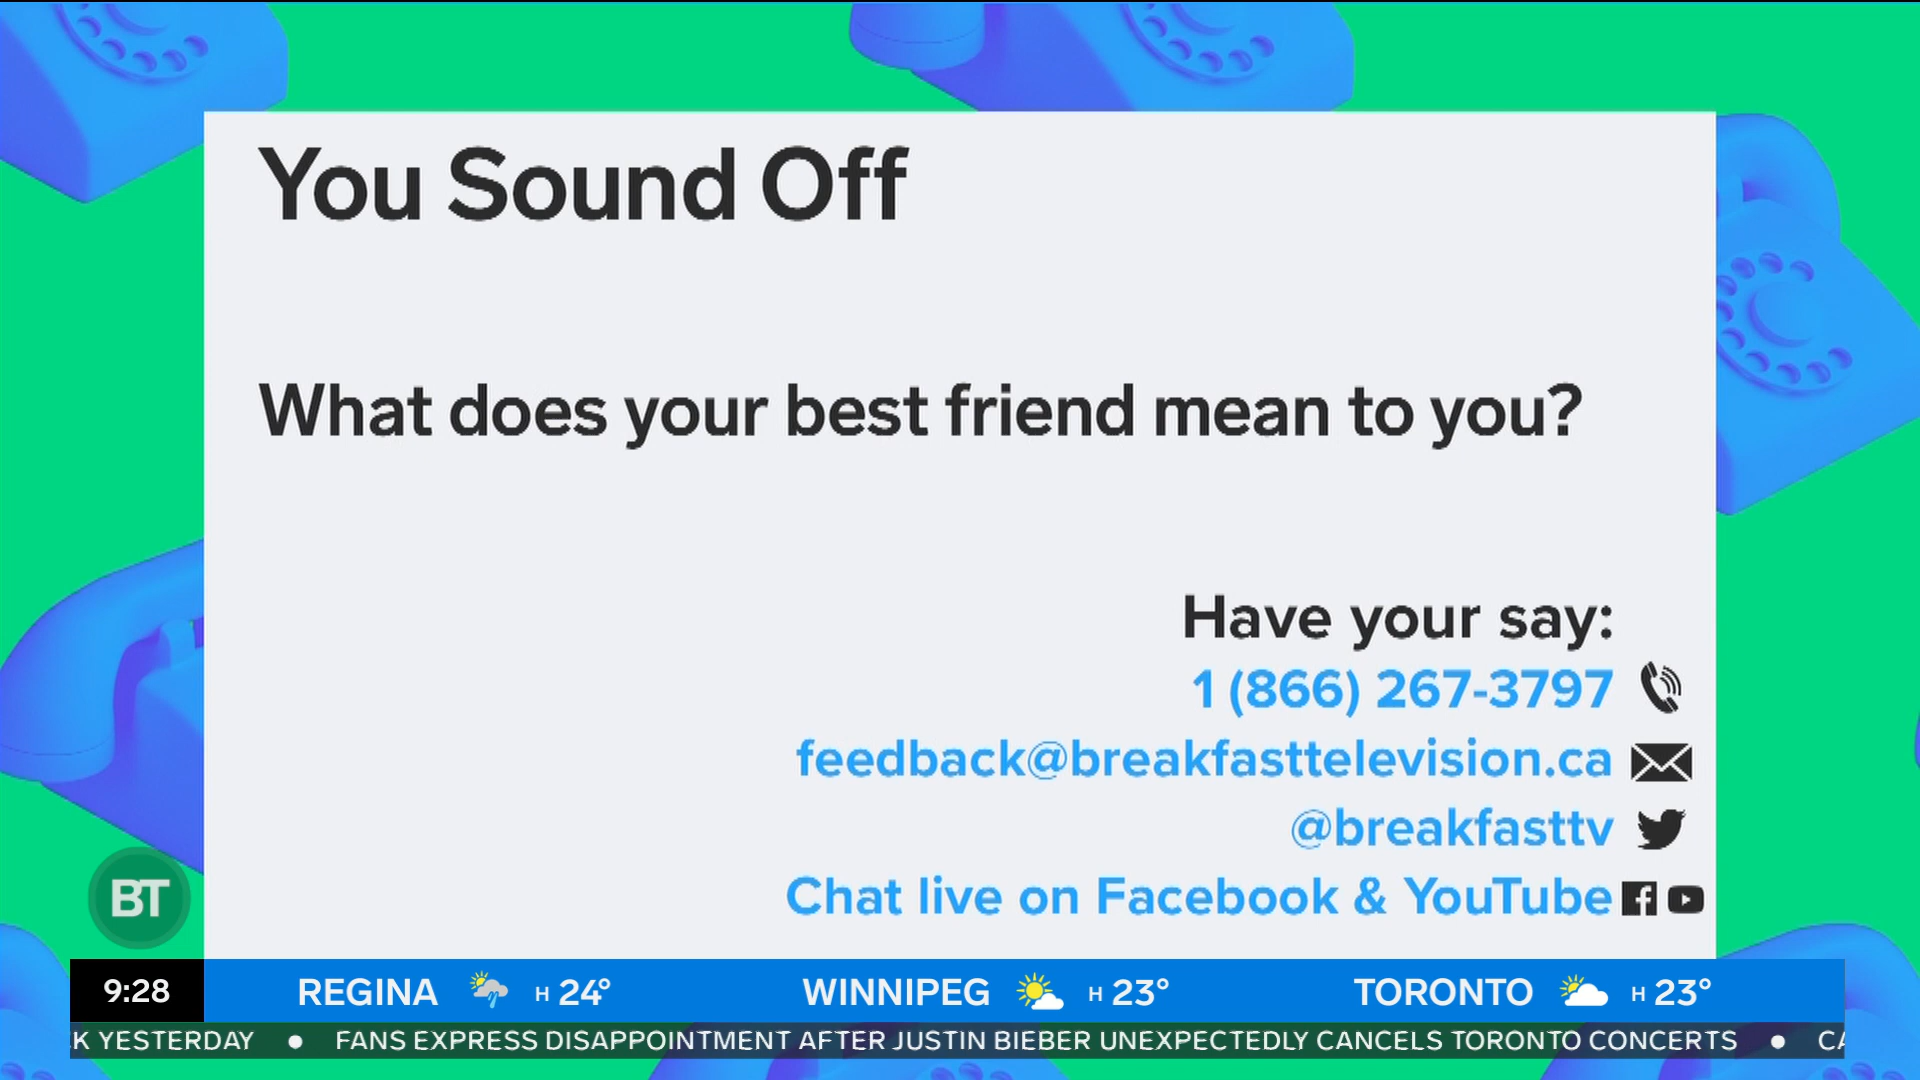 You Sound Off
What does your best friend mean to you?
Have your say:
1 (866) 267-3797
feedback@breakfasttelevision.ca
@breakfasttv
Chat live on Facebook & YouTube
BT
9:28 REGINA H 24° WINNIPEG H 23° TORONTO H 23°
K YESTERDAY • FANS EXPRESS DISAPPOINTMENT AFTER JUSTIN BIEBER UNEXPECTEDLY CANCELS TORONTO CONCERTS •